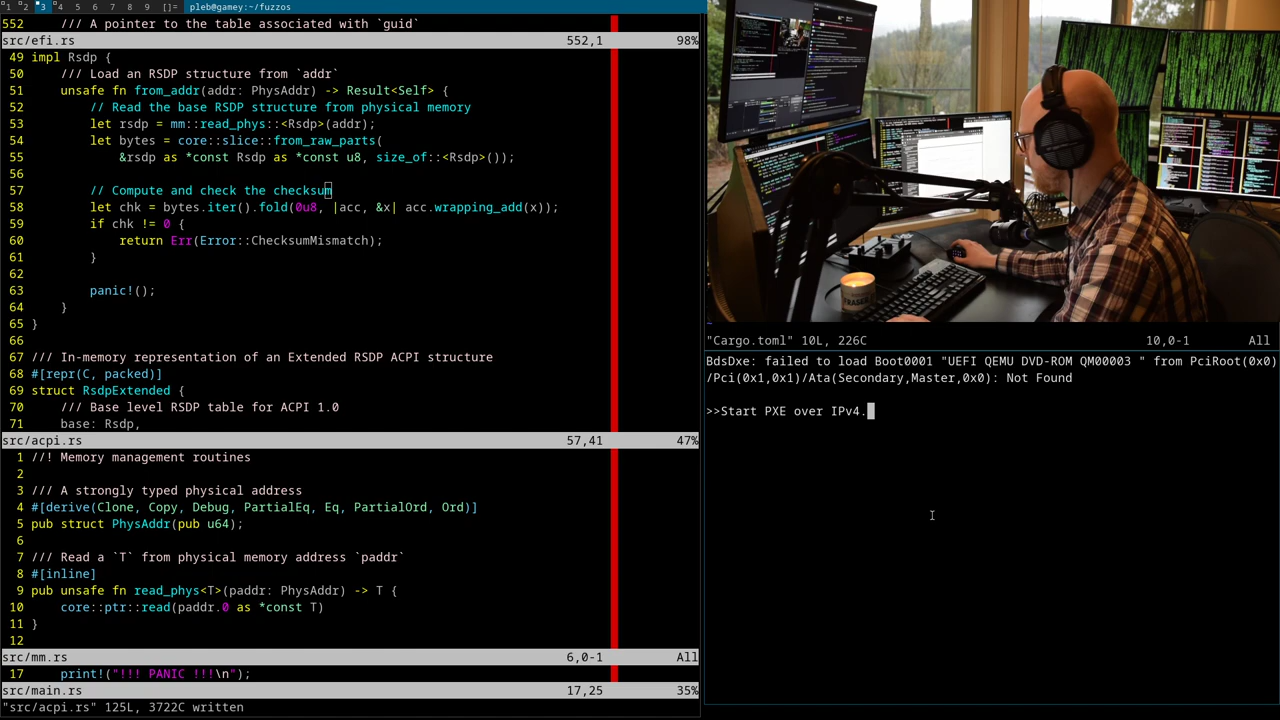 1 2 3 4 5 6 7 8 9 []= pleb@gamey:~/fuzzos
552     /// A pointer to the table associated with `guid`
src/efi.rs 552,1 98%
49 impl Rsdp {
50     /// Load an RSDP structure from `addr`
51     unsafe fn from_addr(addr: PhysAddr) -> Result<Self> {
52         // Read the base RSDP structure from physical memory
53         let rsdp = mm::read_phys::<Rsdp>(addr);
54         let bytes = core::slice::from_raw_parts(
55             &rsdp as *const Rsdp as *const u8, size_of::<Rsdp>());
56
57         // Compute and check the checksum
58         let chk = bytes.iter().fold(0u8, |acc, &x| acc.wrapping_add(x));
59         if chk != 0 {
60             return Err(Error::ChecksumMismatch);
61         }
62
63         panic!();
64     }
65 }
66
67 /// In-memory representation of an Extended RSDP ACPI structure
68 #[repr(C, packed)]
69 struct RsdpExtended {
70     /// Base level RSDP table for ACPI 1.0
71     base: Rsdp,
src/acpi.rs 57,41 47%
1 //! Memory management routines
2
3 /// A strongly typed physical address
4 #[derive(Clone, Copy, Debug, PartialEq, Eq, PartialOrd, Ord)]
5 pub struct PhysAddr(pub u64);
6
7 /// Read a `T` from physical memory address `paddr`
8 #[inline]
9 pub unsafe fn read_phys<T>(paddr: PhysAddr) -> T {
10     core::ptr::read(paddr.0 as *const T)
11 }
12
src/mm.rs 6,0-1 All
17     print!("!!! PANIC !!!\n");
src/main.rs 17,25 35%
"src/acpi.rs" 125L, 3722C written
FRASER
"Cargo.toml" 10L, 226C 10,0-1 All
BdsDxe: failed to load Boot0001 "UEFI QEMU DVD-ROM QM00003 " from PciRoot(0x0)
/Pci(0x1,0x1)/Ata(Secondary,Master,0x0): Not Found
>>Start PXE over IPv4.